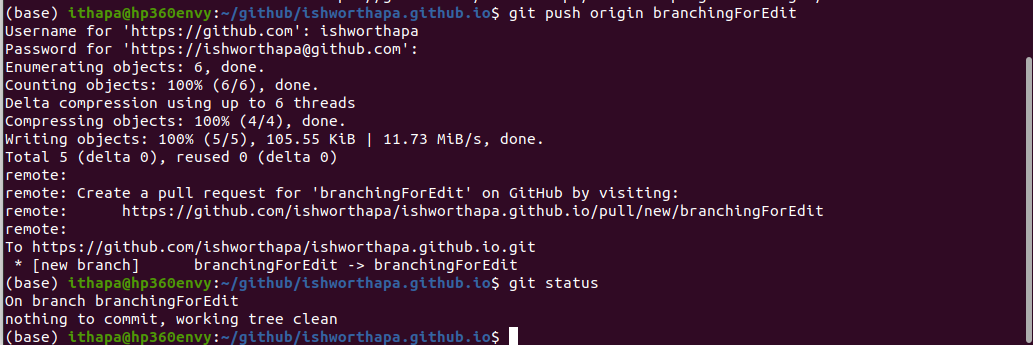 (base) ithapa@hp360envy:~/github/ishworthapa.github.io$ git push origin branchingForEdit
Username for 'https://github.com': ishworthapa
Password for 'https://ishworthapa@github.com':
Enumerating objects: 6, done.
Counting objects: 100% (6/6), done.
Delta compression using up to 6 threads
Compressing objects: 100% (4/4), done.
Writing objects: 100% (5/5), 105.55 KiB | 11.73 MiB/s, done.
Total 5 (delta 0), reused 0 (delta 0)
remote:
remote: Create a pull request for 'branchingForEdit' on GitHub by visiting:
remote:      https://github.com/ishworthapa/ishworthapa.github.io/pull/new/branchingForEdit
remote:
To https://github.com/ishworthapa/ishworthapa.github.io.git
 * [new branch]      branchingForEdit -> branchingForEdit
(base) ithapa@hp360envy:~/github/ishworthapa.github.io$ git status
On branch branchingForEdit
nothing to commit, working tree clean
(base) ithapa@hp360envy:~/github/ishworthapa.github.io$